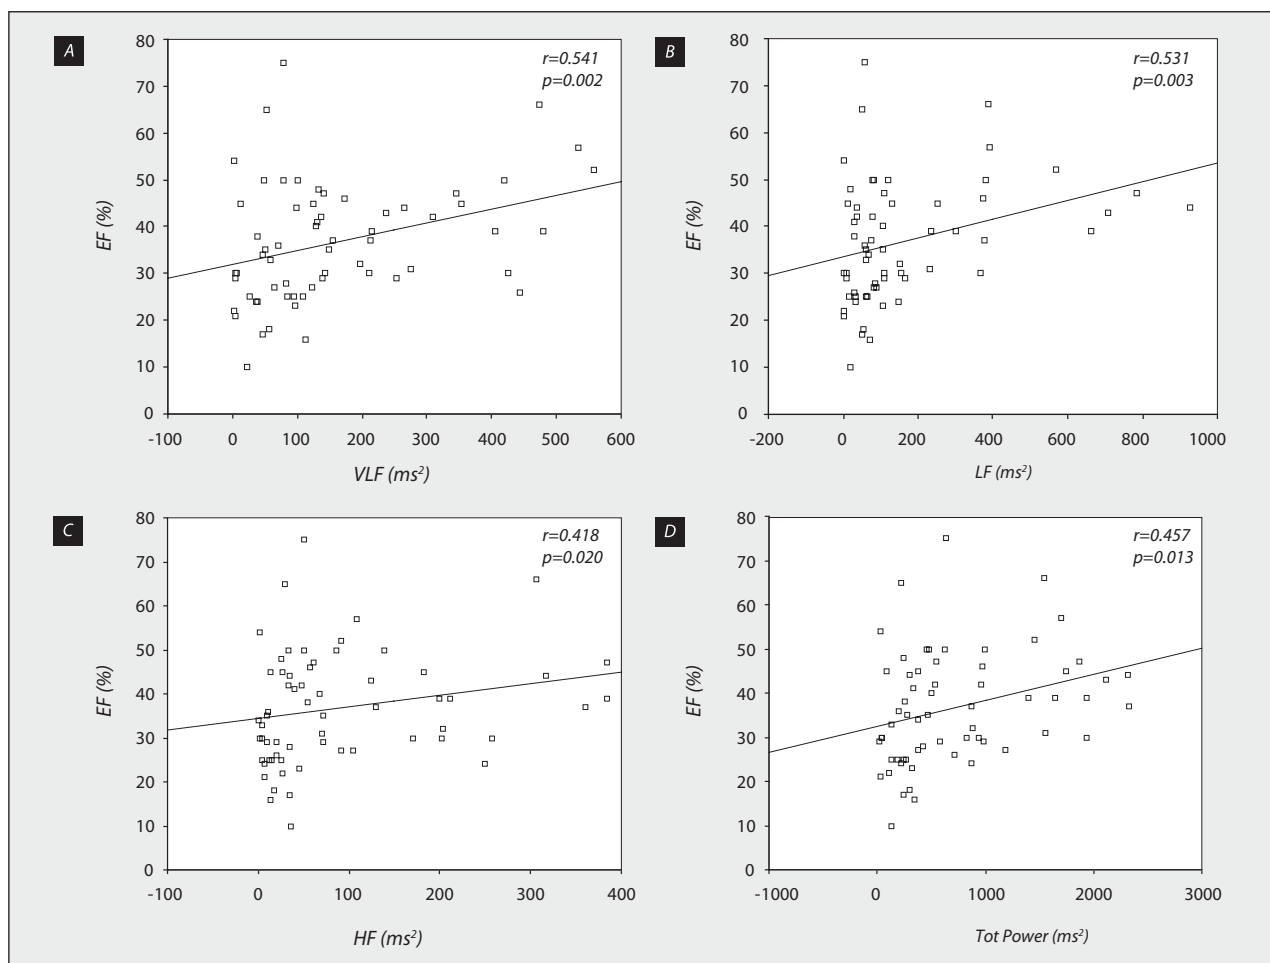 A
r=0.541
p=0.002
EF (%)
80
70
60
50
40
30
20
10
0
-100 0 100 200 300 400 500 600
VLF (ms²)
B
r=0.531
p=0.003
EF (%)
80
70
60
50
40
30
20
10
0
-200 0 200 400 600 800 1000
LF (ms²)
C
r=0.418
p=0.020
EF (%)
80
70
60
50
40
30
20
10
0
-100 0 100 200 300 400
HF (ms²)
D
r=0.457
p=0.013
EF (%)
80
70
60
50
40
30
20
10
0
-1000 0 1000 2000 3000
Tot Power (ms²)